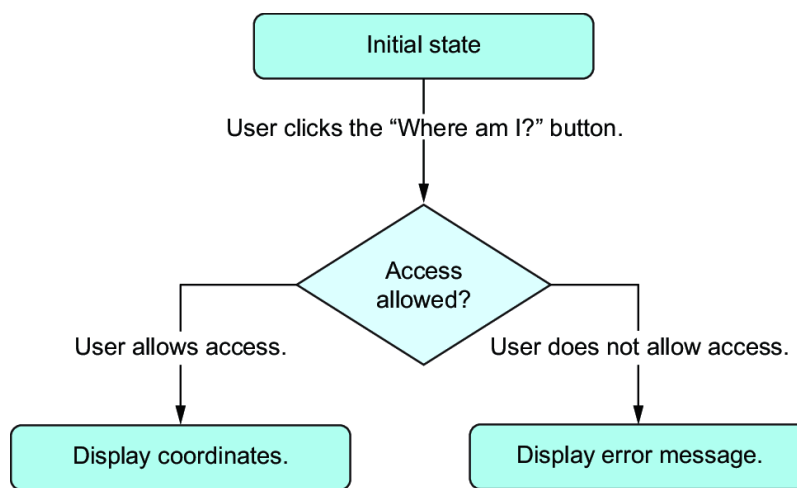 Initial state
User clicks the “Where am I?” button.
Access
allowed?
User allows access.
User does not allow access.
Display coordinates.
Display error message.